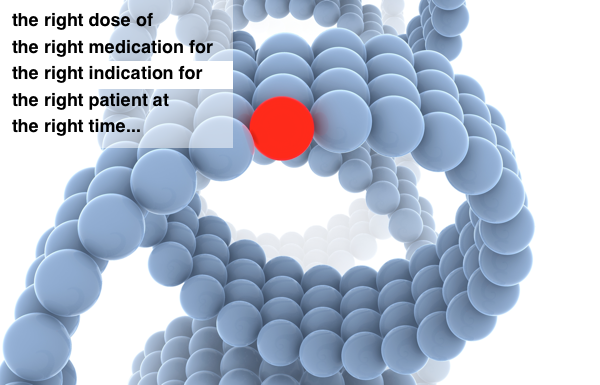 the right dose of
the right medication for
the right indication for
the right patient at
the right time...